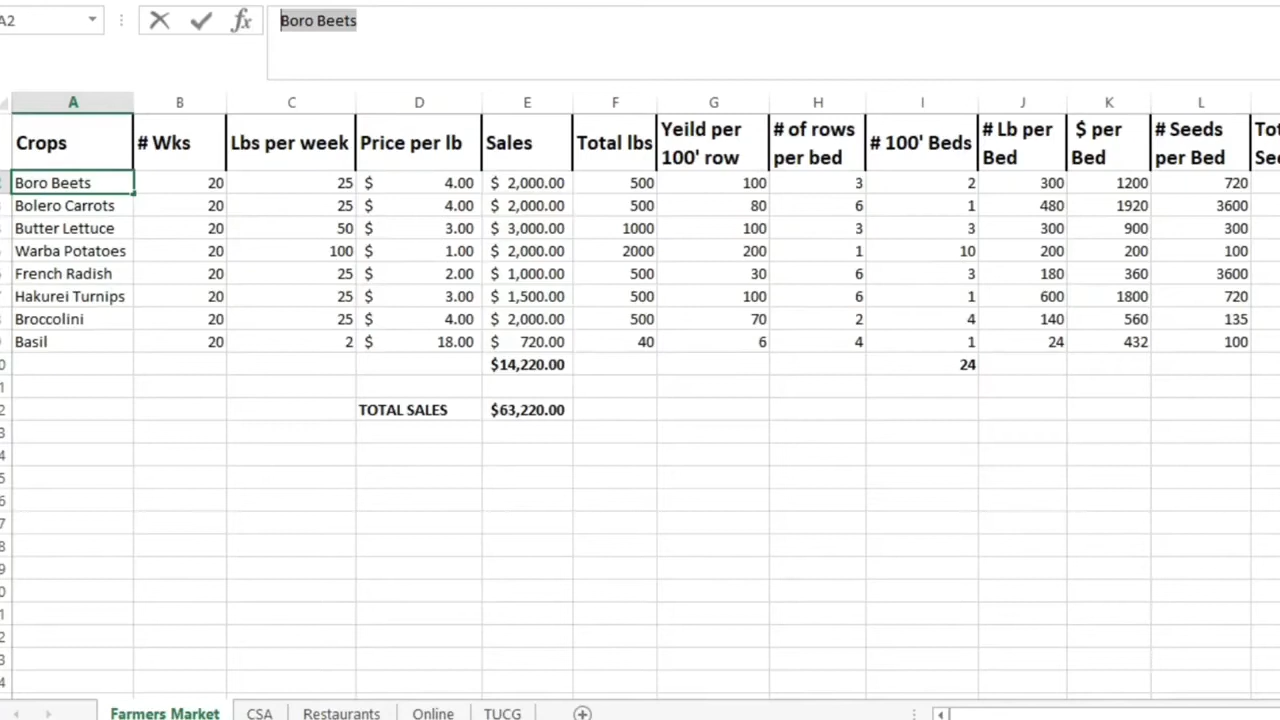 A2 fx Boro Beets
A B C D E F G H I J K L
Crops # Wks Lbs per week Price per lb Sales Total lbs Yeild per 100' row # of rows per bed # 100' Beds # Lb per Bed $ per Bed # Seeds per Bed
Boro Beets 20 25 $ 4.00 $ 2,000.00 500 100 3 2 300 1200 720
Bolero Carrots 20 25 $ 4.00 $ 2,000.00 500 80 6 1 480 1920 3600
Butter Lettuce 20 50 $ 3.00 $ 3,000.00 1000 100 3 3 300 900 300
Warba Potatoes 20 100 $ 1.00 $ 2,000.00 2000 200 1 10 200 200 100
French Radish 20 25 $ 2.00 $ 1,000.00 500 30 6 3 180 360 3600
Hakurei Turnips 20 25 $ 3.00 $ 1,500.00 500 100 6 1 600 1800 720
Broccolini 20 25 $ 4.00 $ 2,000.00 500 70 2 4 140 560 135
Basil 20 2 $ 18.00 $ 720.00 40 6 4 1 24 432 100
$14,220.00 24
TOTAL SALES $63,220.00
Farmers Market CSA Restaurants Online TUCG